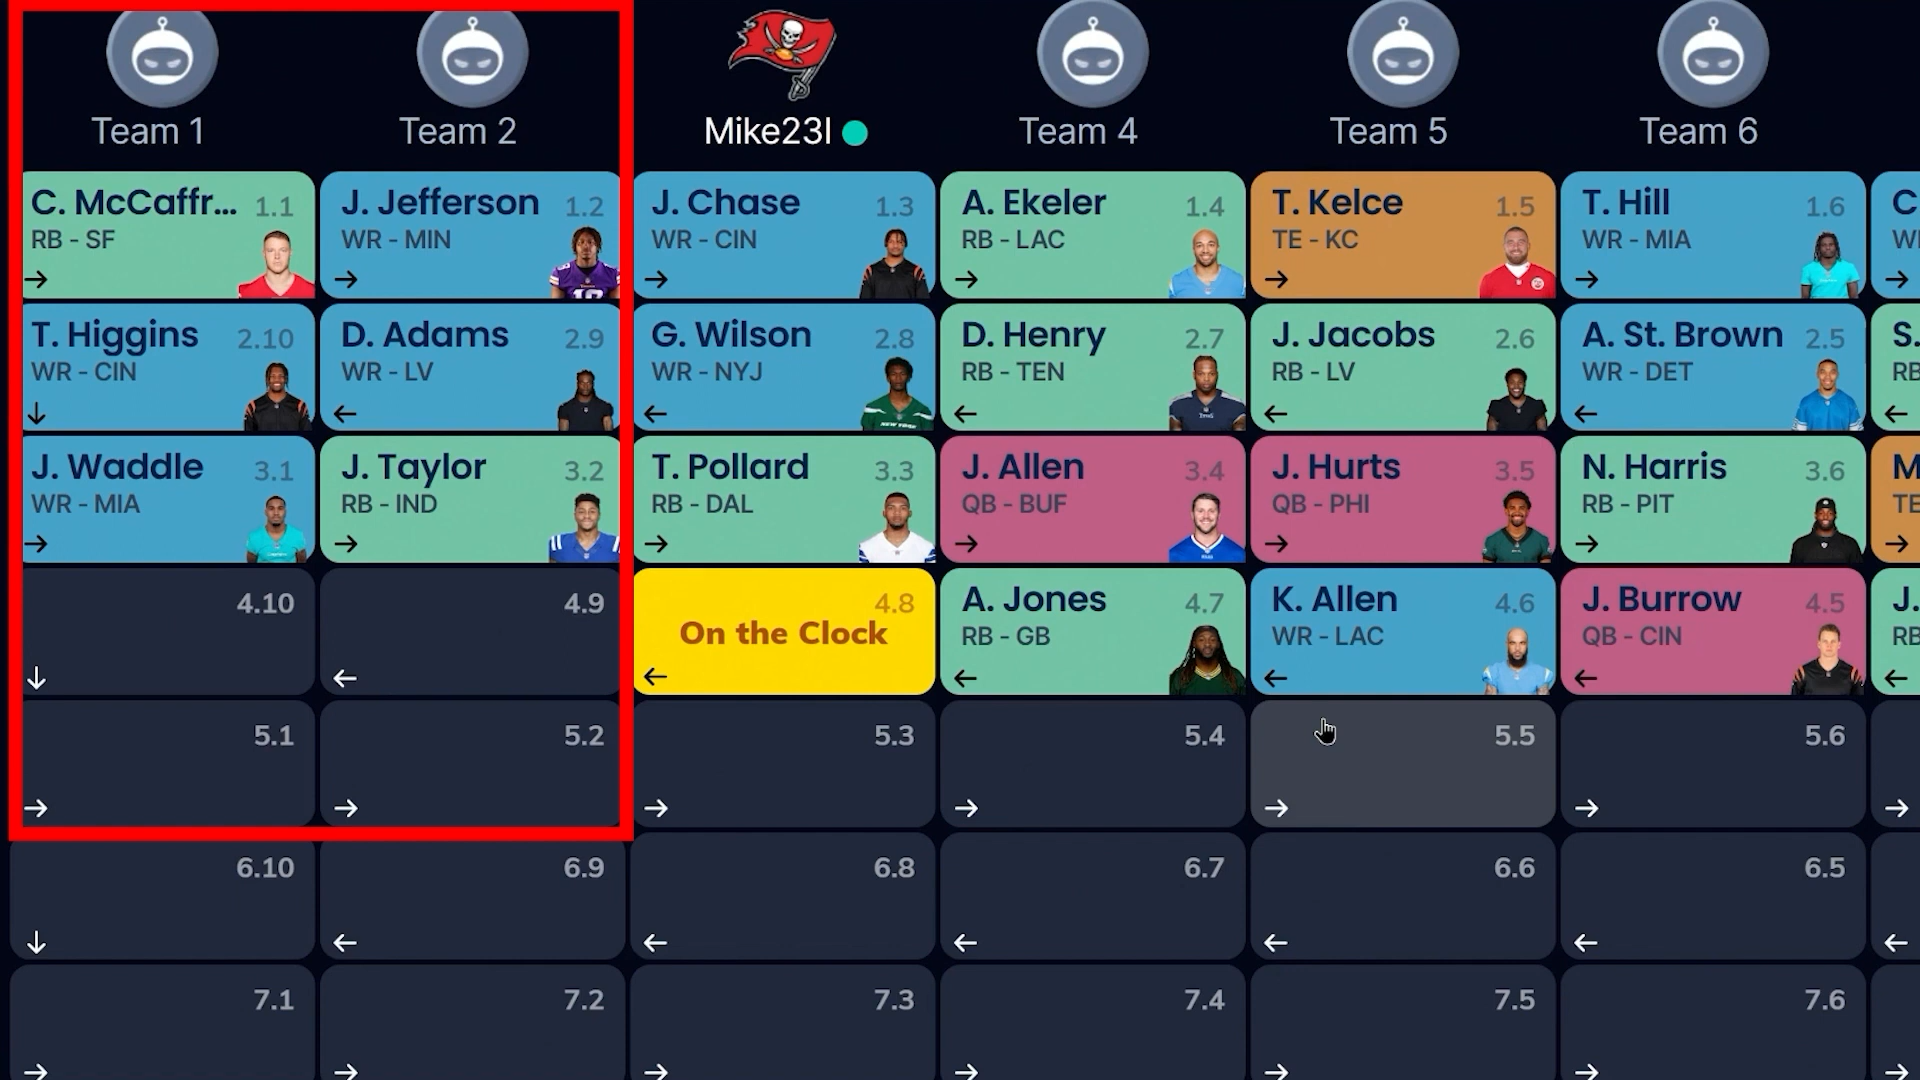 Team 1
Team 2
Mike23l
Team 4
Team 5
Team 6
C. McCaffr... 1.1
RB - SF
J. Jefferson 1.2
WR - MIN
J. Chase 1.3
WR - CIN
A. Ekeler 1.4
RB - LAC
T. Kelce 1.5
TE - KC
T. Hill 1.6
WR - MIA
T. Higgins 2.10
WR - CIN
D. Adams 2.9
WR - LV
G. Wilson 2.8
WR - NYJ
D. Henry 2.7
RB - TEN
J. Jacobs 2.6
RB - LV
A. St. Brown 2.5
WR - DET
S.
RB
J. Waddle 3.1
WR - MIA
J. Taylor 3.2
RB - IND
T. Pollard 3.3
RB - DAL
J. Allen 3.4
QB - BUF
J. Hurts 3.5
QB - PHI
N. Harris 3.6
RB - PIT
M
TE
4.10
4.9
4.8
On the Clock
A. Jones 4.7
RB - GB
K. Allen 4.6
WR - LAC
J. Burrow 4.5
QB - CIN
J.
RB
5.1
5.2
5.3
5.4
5.5
5.6
6.10
6.9
6.8
6.7
6.6
6.5
7.1
7.2
7.3
7.4
7.5
7.6